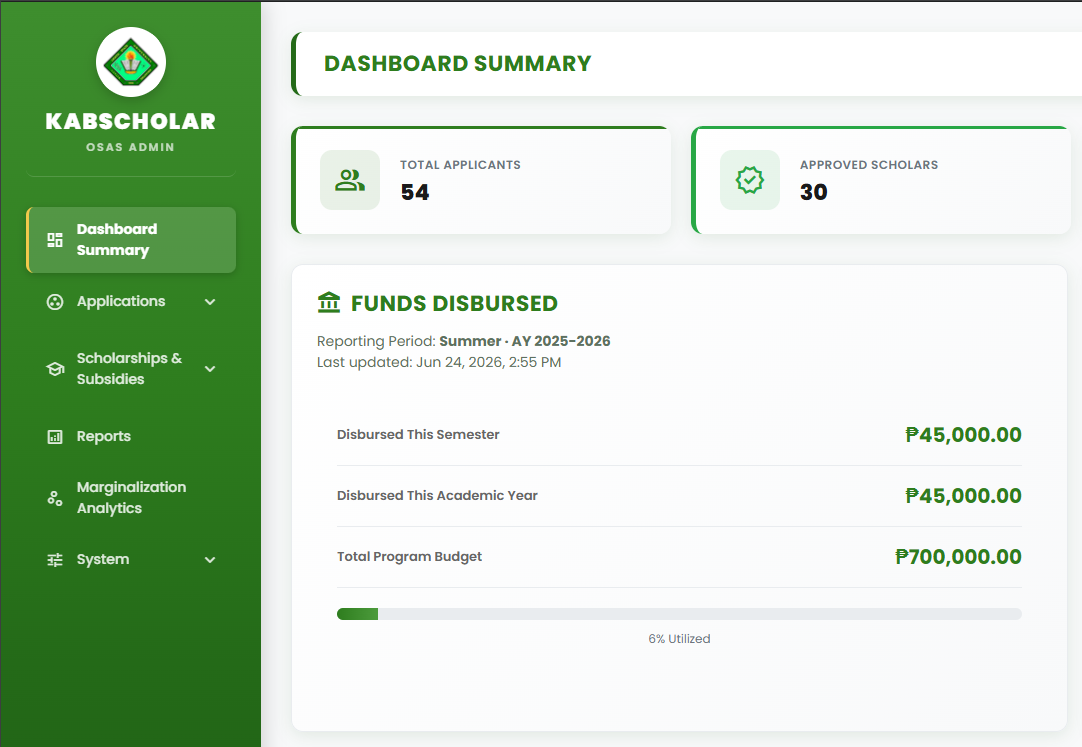 KABSCHOLAR
OSAS ADMIN
Dashboard
Summary
Applications
Scholarships &
Subsidies
Reports
Marginalization
Analytics
System
DASHBOARD SUMMARY
TOTAL APPLICANTS
54
APPROVED SCHOLARS
30
FUNDS DISBURSED
Reporting Period: Summer · AY 2025-2026
Last updated: Jun 24, 2026, 2:55 PM
Disbursed This Semester ₱45,000.00
Disbursed This Academic Year ₱45,000.00
Total Program Budget ₱700,000.00
6% Utilized